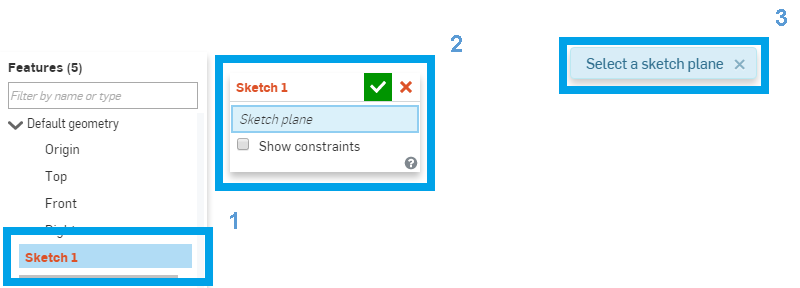 Features (5)
Filter by name or type
Default geometry
Origin
Top
Front
Sketch 1
1
2
Sketch 1
Sketch plane
Show constraints
3
Select a sketch plane